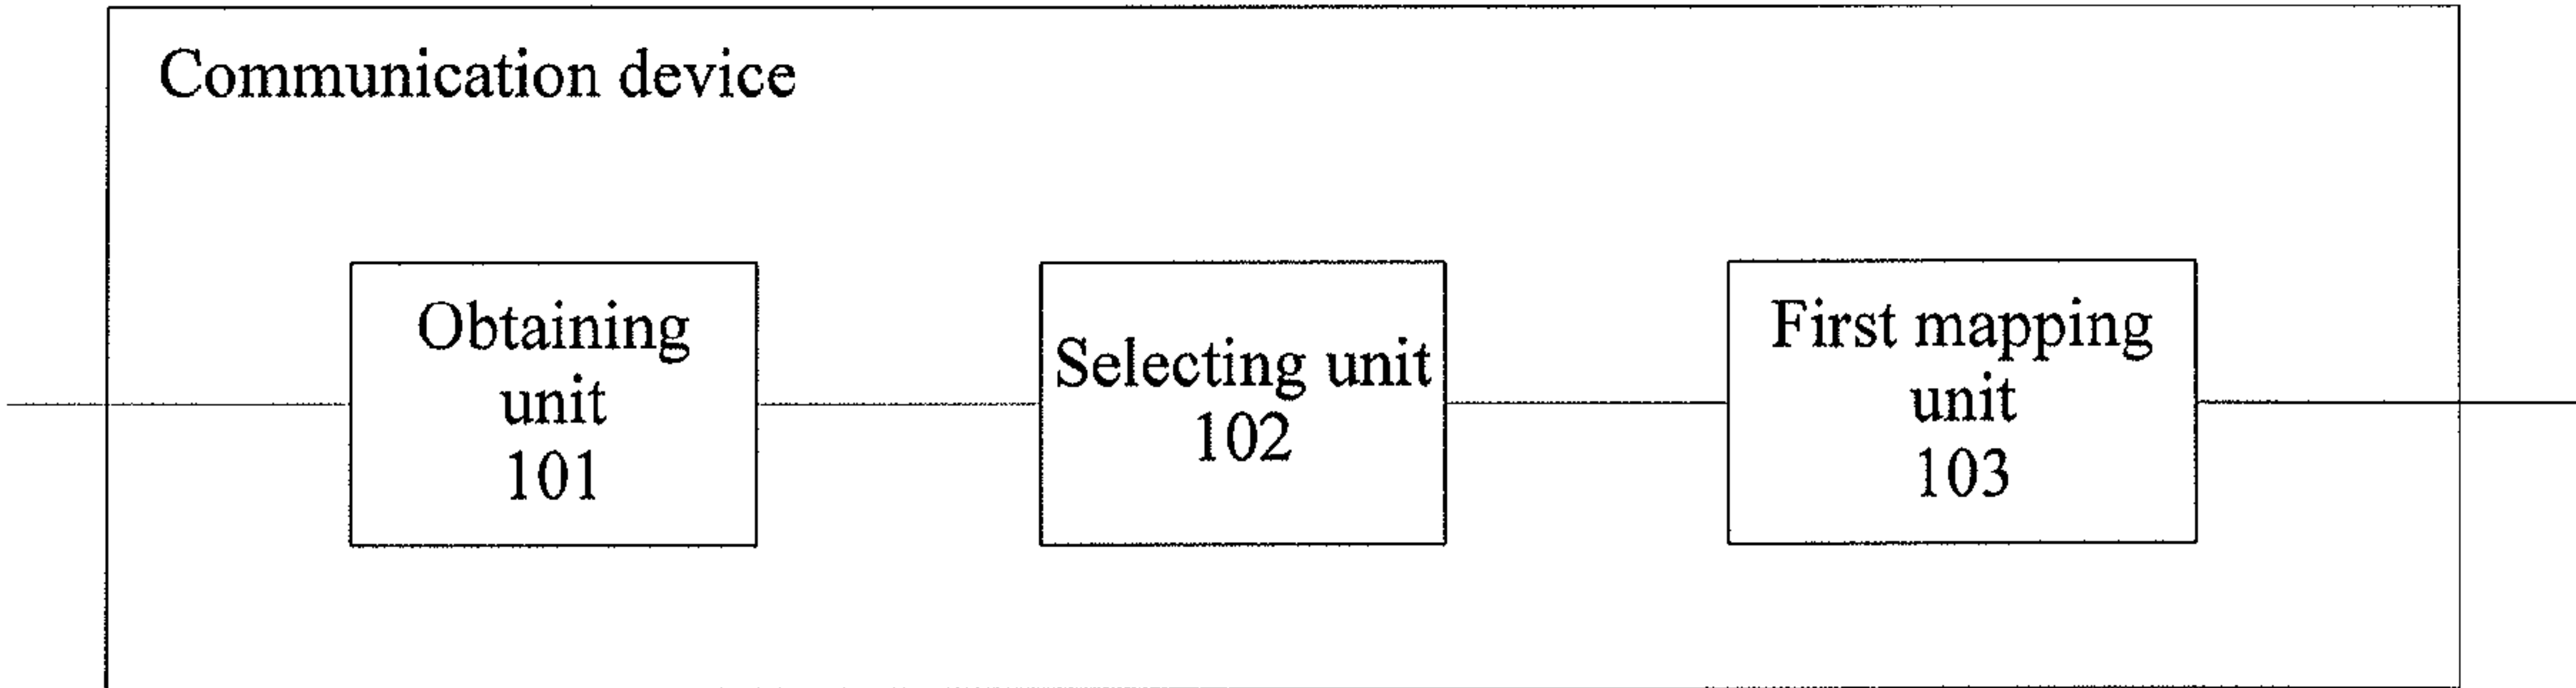 Communication device
Obtaining
unit
101
Selecting unit
102
First mapping
unit
103